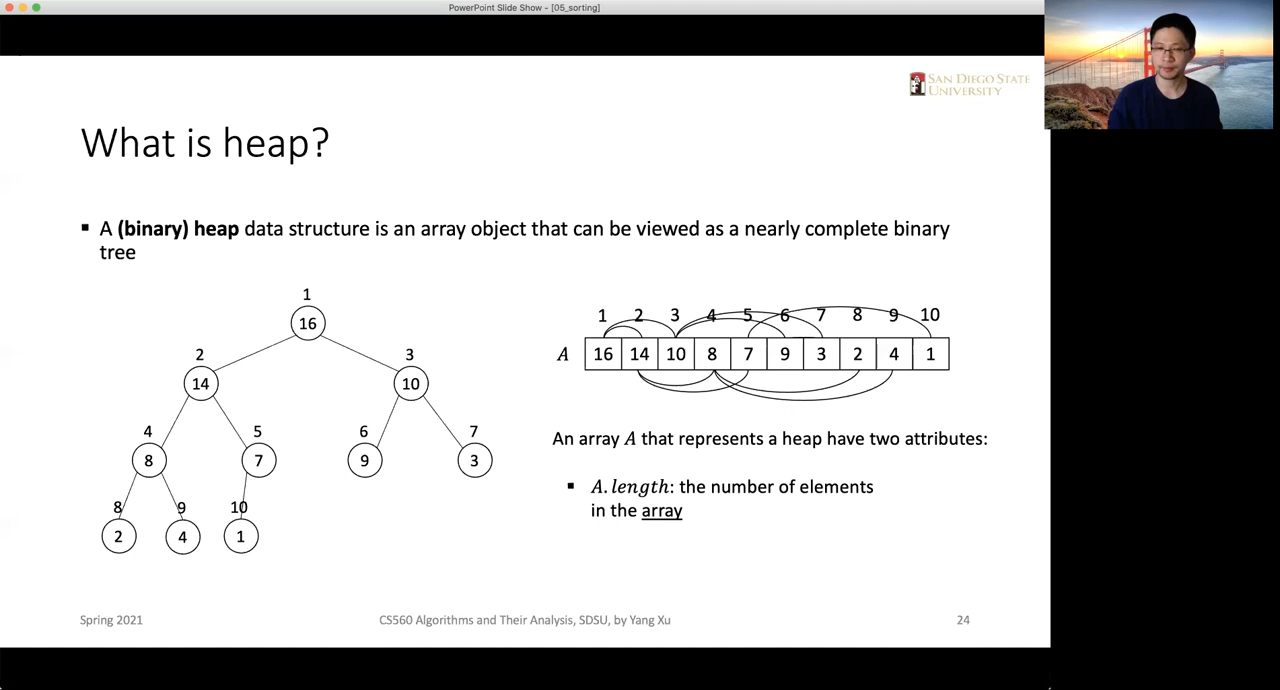 PowerPoint Slide Show - [05_sorting]
SAN DIEGO STATE
UNIVERSITY
What is heap?
▪ A (binary) heap data structure is an array object that can be viewed as a nearly complete binary
tree
1
16
2 3
14 10
4 5 6 7
8 7 9 3
8 9 10
2 4 1
1 2 3 4 5 6 7 8 9 10
A 16 14 10 8 7 9 3 2 4 1
An array A that represents a heap have two attributes:
▪ A.length: the number of elements
in the array
Spring 2021 CS560 Algorithms and Their Analysis, SDSU, by Yang Xu 24